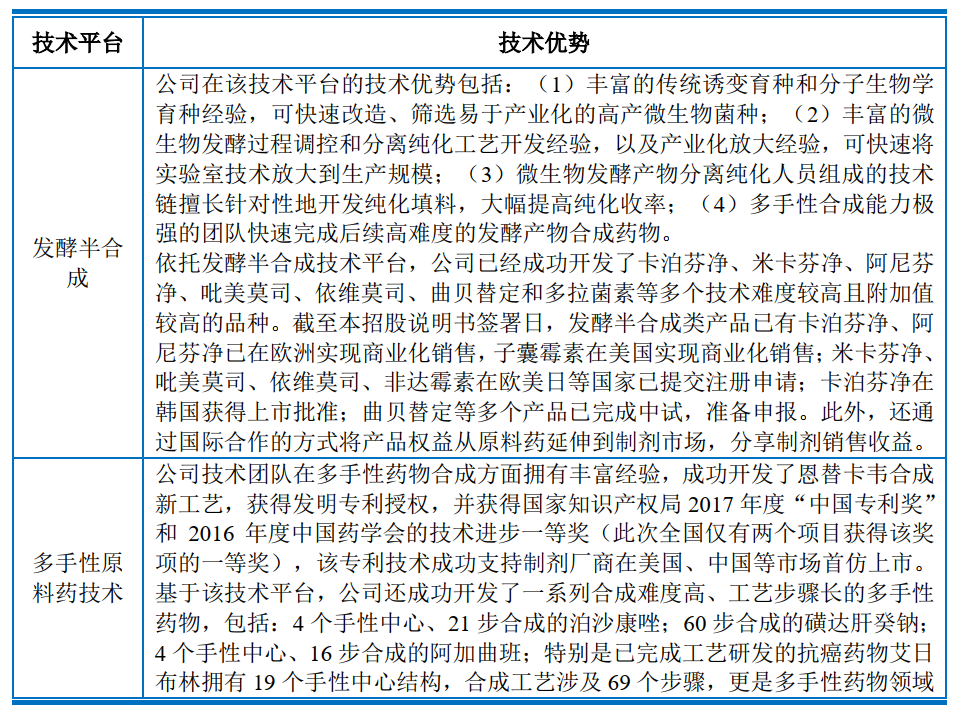 技术平台
技术优势
发酵半合
成
公司在该技术平台的技术优势包括：（1）丰富的传统诱变育种和分子生物学
育种经验，可快速改造、筛选易于产业化的高产微生物菌种；（2）丰富的微
生物发酵过程调控和分离纯化工艺开发经验，以及产业化放大经验，可快速将
实验室技术放大到生产规模；（3）微生物发酵产物分离纯化人员组成的技术
链擅长针对性地开发纯化填料，大幅提高纯化收率；（4）多手性合成能力极
强的团队快速完成后续高难度的发酵产物合成药物。
依托发酵半合成技术平台，公司已经成功开发了卡泊芬净、米卡芬净、阿尼芬
净、吡美莫司、依维莫司、曲贝替定和多拉菌素等多个技术难度较高且附加值
较高的品种。截至本招股说明书签署日，发酵半合成类产品已有卡泊芬净、阿
尼芬净已在欧洲实现商业化销售，子囊霉素在美国实现商业化销售；米卡芬净、
吡美莫司、依维莫司、非达霉素在欧美日等国家已提交注册申请；卡泊芬净在
韩国获得上市批准；曲贝替定等多个产品已完成中试，准备申报。此外，还通
过国际合作的方式将产品权益从原料药延伸到制剂市场，分享制剂销售收益。
多手性原
料药技术
公司技术团队在多手性药物合成方面拥有丰富经验，成功开发了恩替卡韦合成
新工艺，获得发明专利授权，并获得国家知识产权局 2017 年度“中国专利奖”
和 2016 年度中国药学会的技术进步一等奖（此次全国仅有两个项目获得该奖
项的一等奖），该专利技术成功支持制剂厂商在美国、中国等市场首仿上市。
基于该技术平台，公司还成功开发了一系列合成难度高、工艺步骤长的多手性
药物，包括：4 个手性中心、21 步合成的泊沙康唑；60 步合成的磺达肝癸钠；
4 个手性中心、16 步合成的阿加曲班；特别是已完成工艺研发的抗癌药物艾日
布林拥有 19 个手性中心结构，合成工艺涉及 69 个步骤，更是多手性药物领域